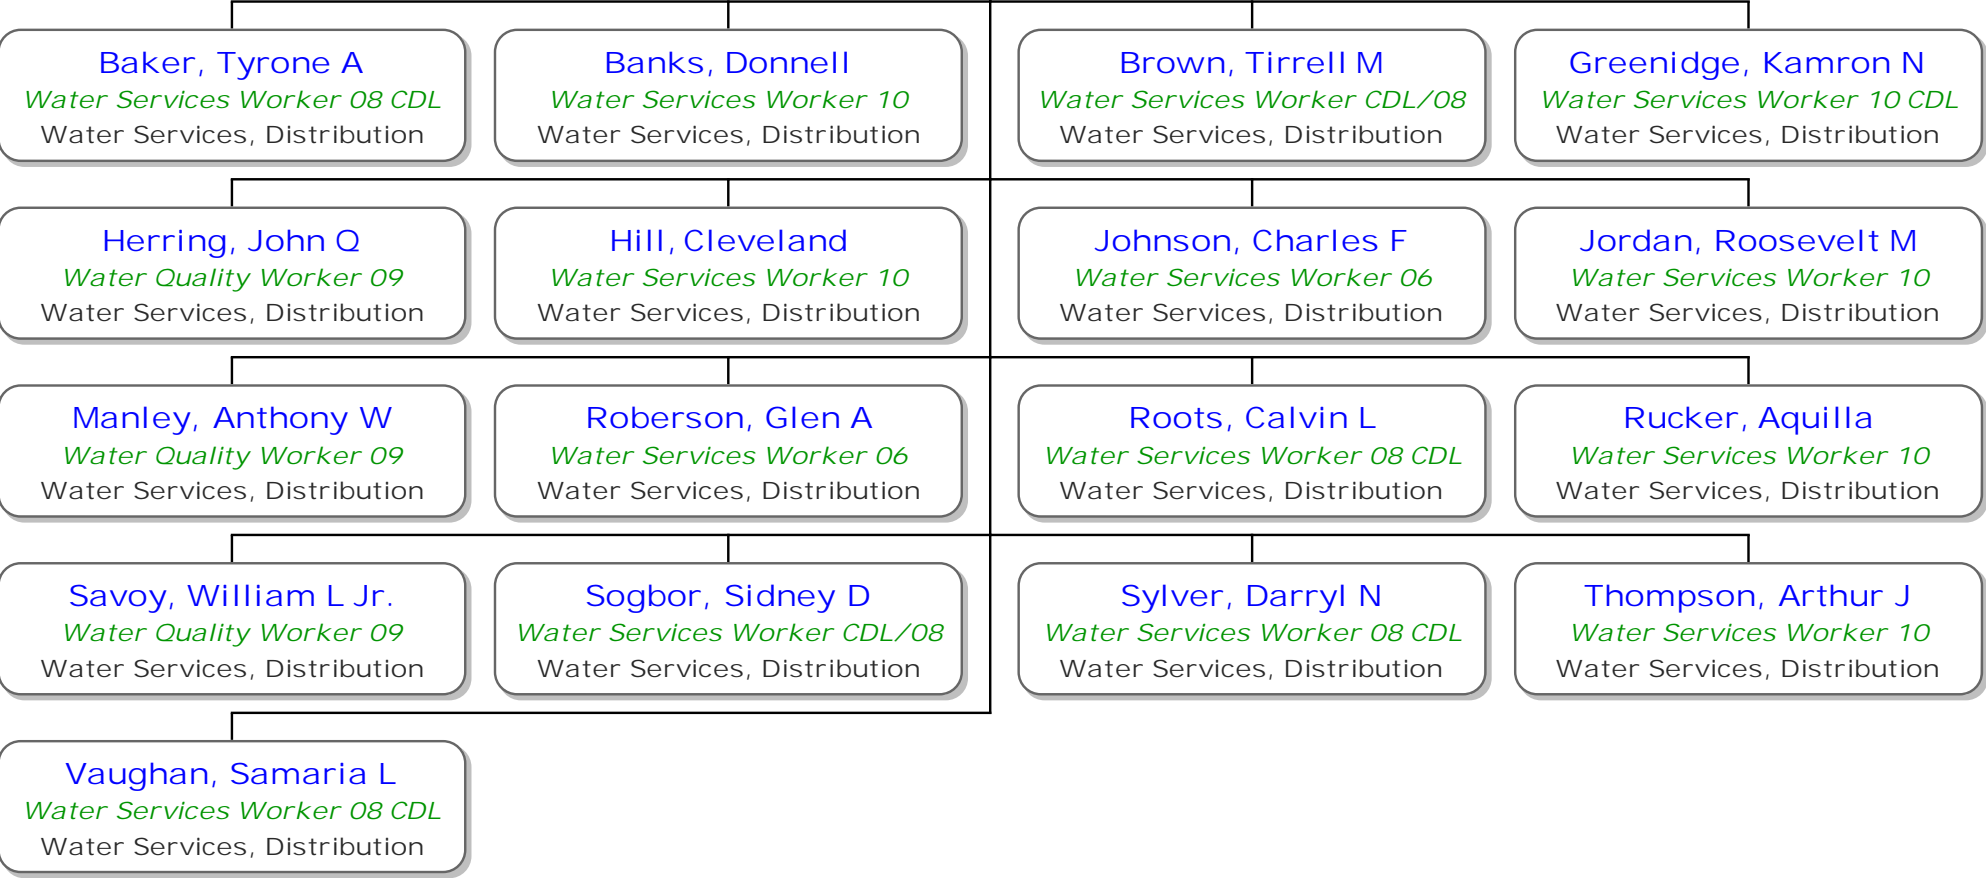 Baker, Tyrone A
Water Services Worker 08 CDL
Water Services, Distribution
Banks, Donnell
Water Services Worker 10
Water Services, Distribution
Brown, Tirrell M
Water Services Worker CDL/08
Water Services, Distribution
Greenidge, Kamron N
Water Services Worker 10 CDL
Water Services, Distribution
Herring, John Q
Water Quality Worker 09
Water Services, Distribution
Hill, Cleveland
Water Services Worker 10
Water Services, Distribution
Johnson, Charles F
Water Services Worker 06
Water Services, Distribution
Jordan, Roosevelt M
Water Services Worker 10
Water Services, Distribution
Manley, Anthony W
Water Quality Worker 09
Water Services, Distribution
Roberson, Glen A
Water Services Worker 06
Water Services, Distribution
Roots, Calvin L
Water Services Worker 08 CDL
Water Services, Distribution
Rucker, Aquilla
Water Services Worker 10
Water Services, Distribution
Savoy, William L Jr.
Water Quality Worker 09
Water Services, Distribution
Sogbor, Sidney D
Water Services Worker CDL/08
Water Services, Distribution
Sylver, Darryl N
Water Services Worker 08 CDL
Water Services, Distribution
Thompson, Arthur J
Water Services Worker 10
Water Services, Distribution
Vaughan, Samaria L
Water Services Worker 08 CDL
Water Services, Distribution